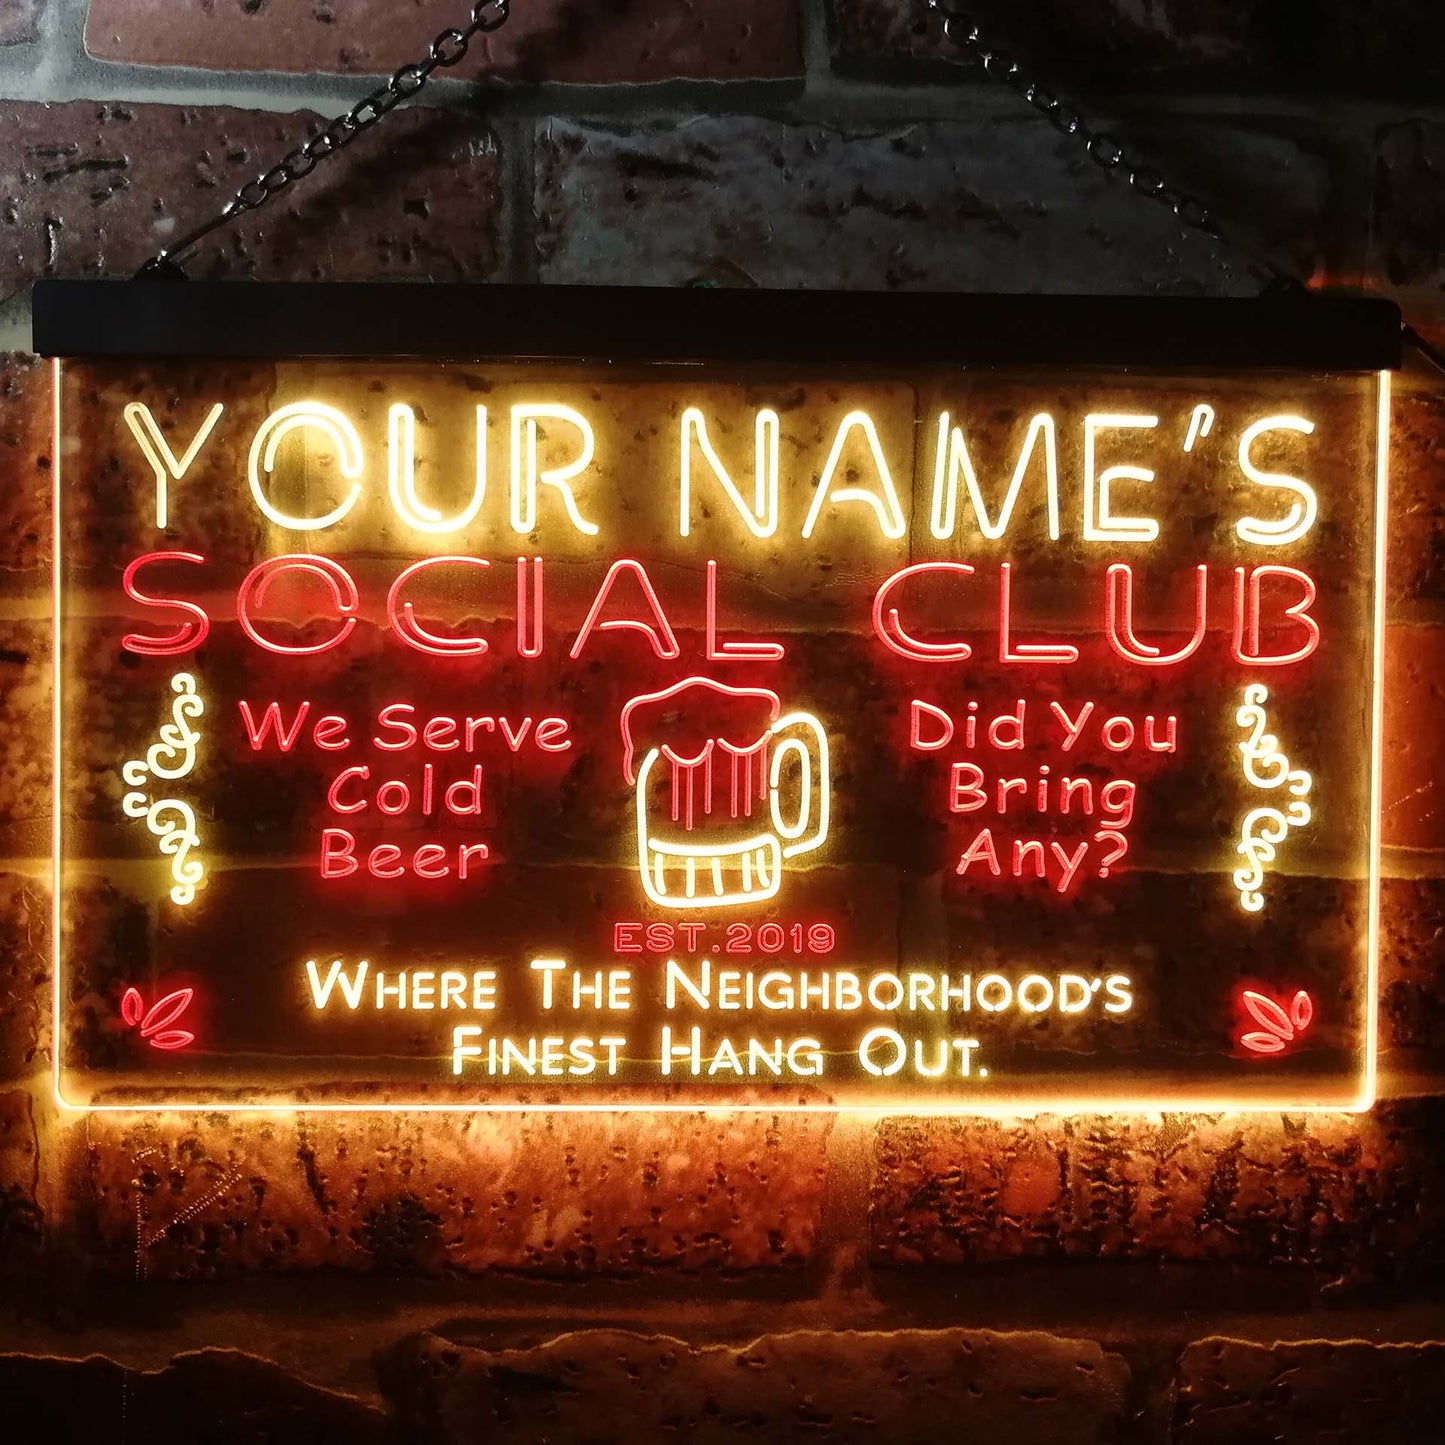 YOUR NAME'S
SOCIAL CLUB
We Serve
Cold
Beer
Did You
Bring
Any?
EST.2019
WHERE THE NEIGHBORHOOD'S
FINEST HANG OUT.